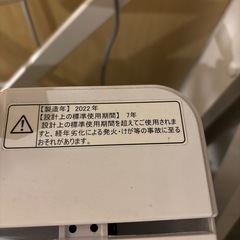 【製造年】2022年
【設計上の標準使用期間】7年
設計上の標準使用期間を超えてご使用されま
すと、経年劣化による発火・けが等の事故に至る
おそれがあります。